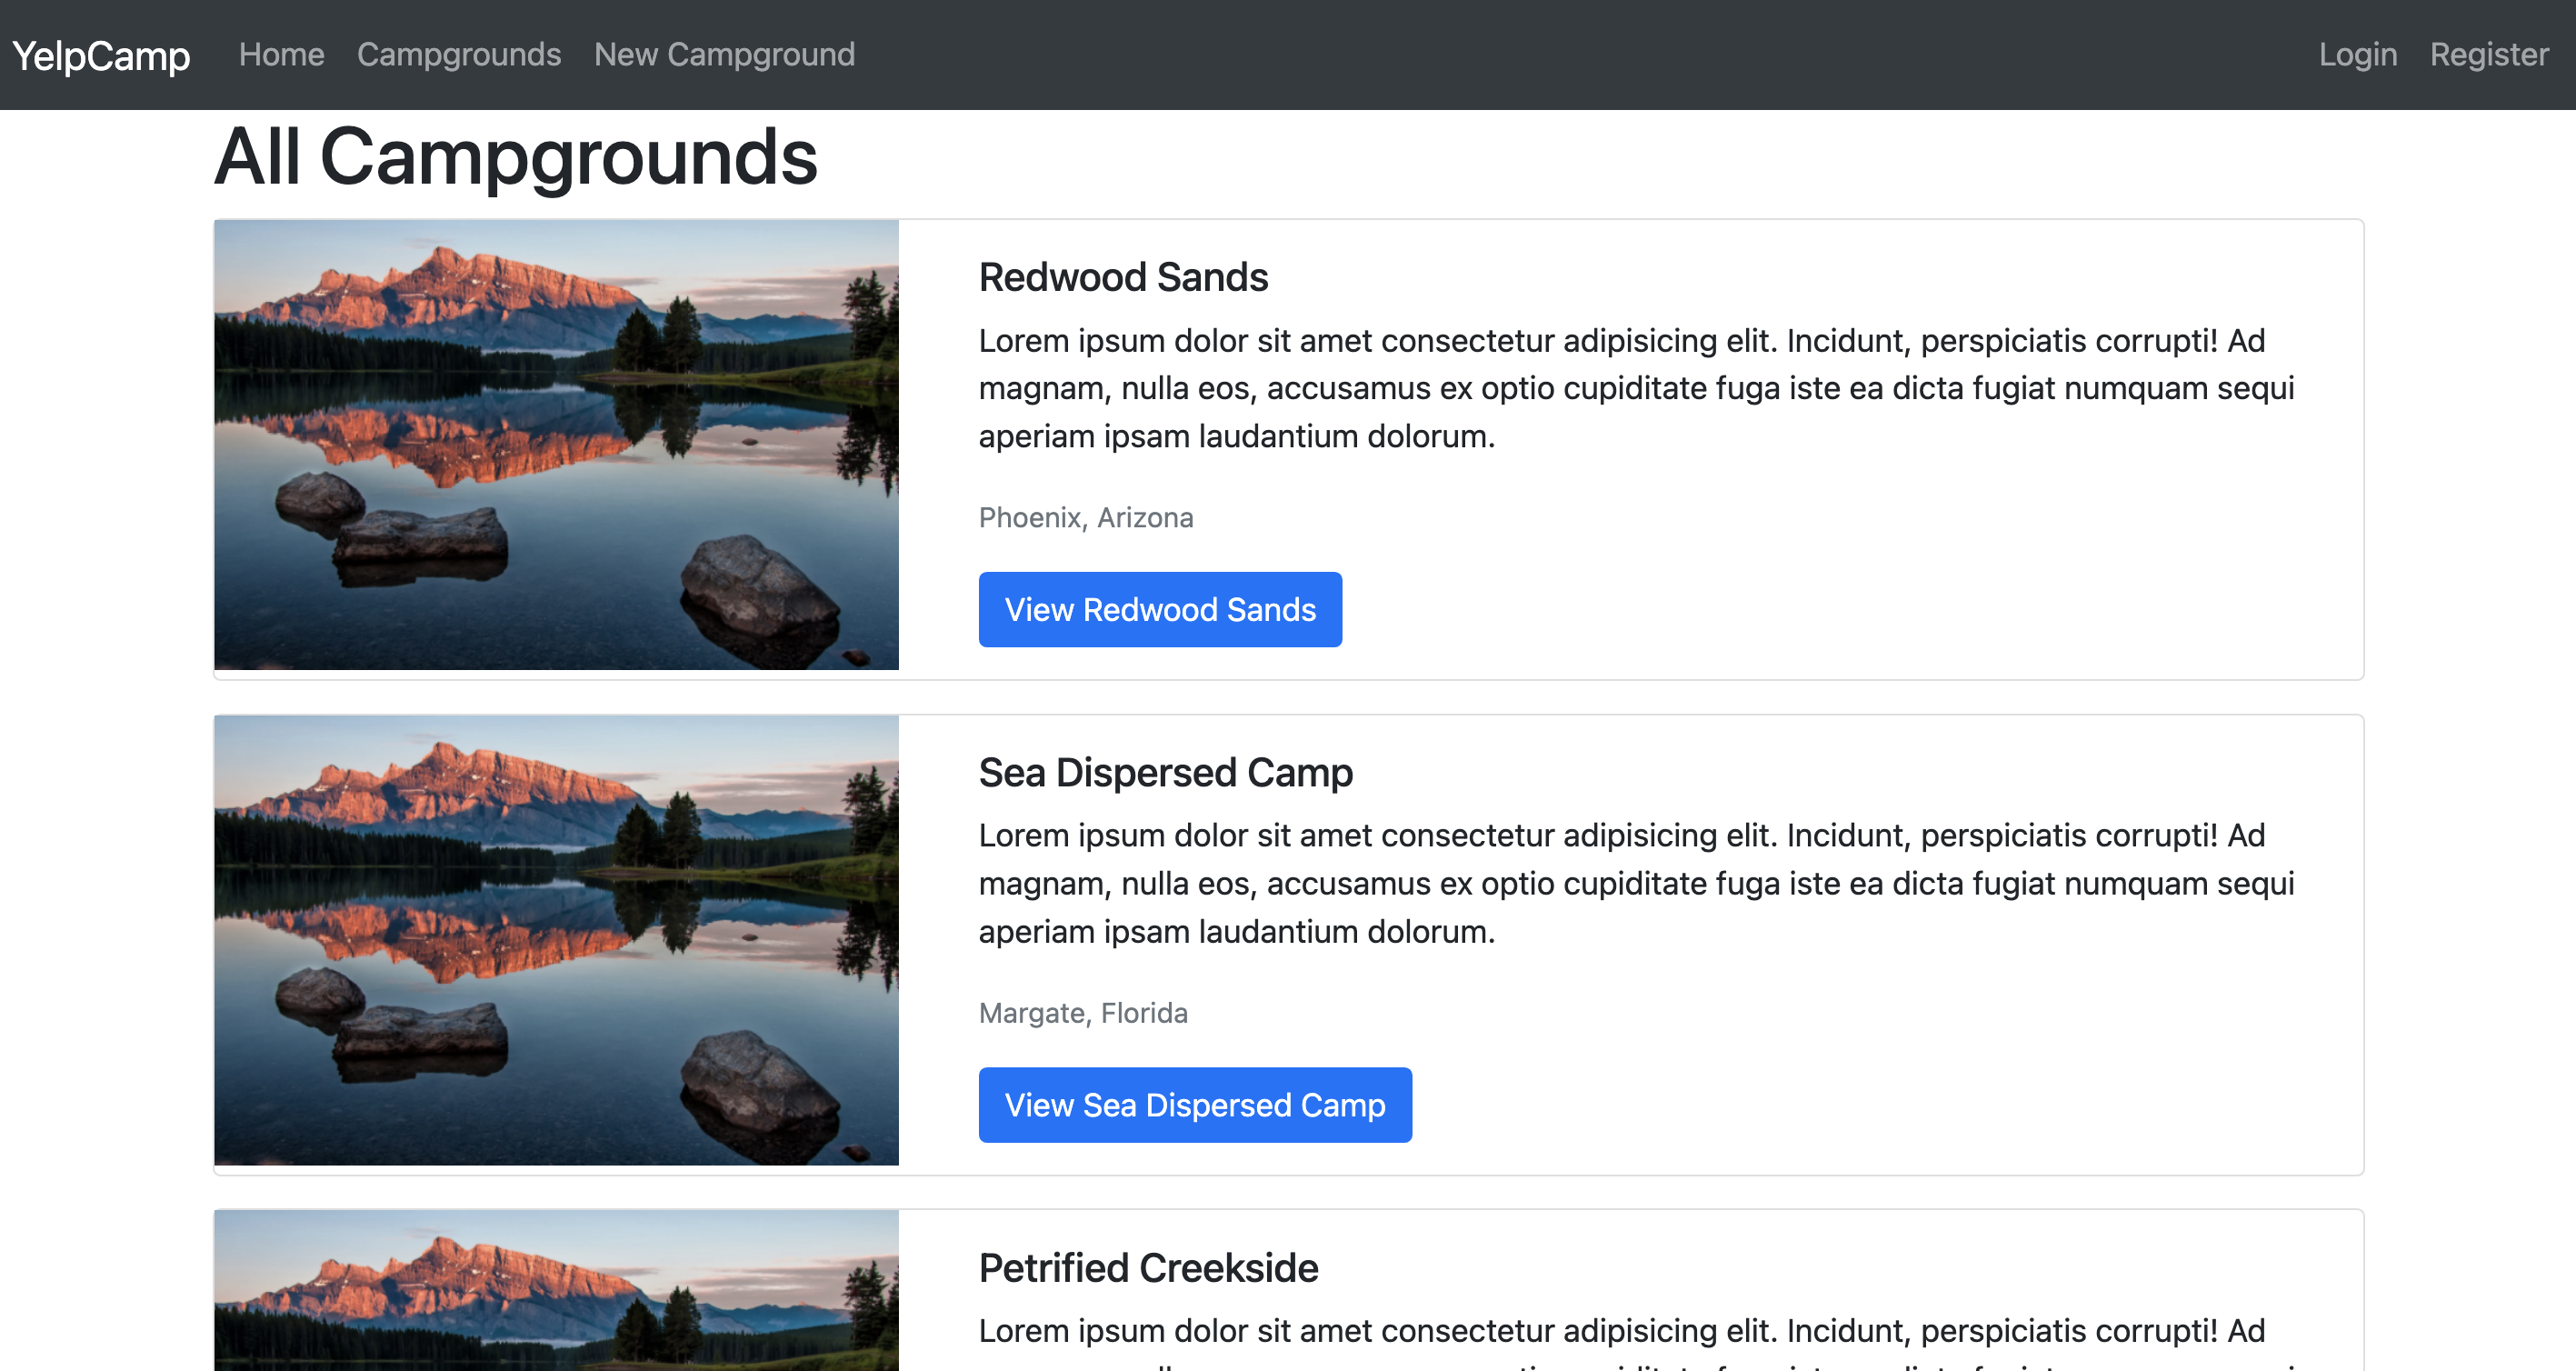 YelpCamp Home Campgrounds New Campground Login Register
All Campgrounds
Redwood Sands
Lorem ipsum dolor sit amet consectetur adipisicing elit. Incidunt, perspiciatis corrupti! Ad
magnam, nulla eos, accusamus ex optio cupiditate fuga iste ea dicta fugiat numquam sequi
aperiam ipsam laudantium dolorum.
Phoenix, Arizona
View Redwood Sands
Sea Dispersed Camp
Lorem ipsum dolor sit amet consectetur adipisicing elit. Incidunt, perspiciatis corrupti! Ad
magnam, nulla eos, accusamus ex optio cupiditate fuga iste ea dicta fugiat numquam sequi
aperiam ipsam laudantium dolorum.
Margate, Florida
View Sea Dispersed Camp
Petrified Creekside
Lorem ipsum dolor sit amet consectetur adipisicing elit. Incidunt, perspiciatis corrupti! Ad